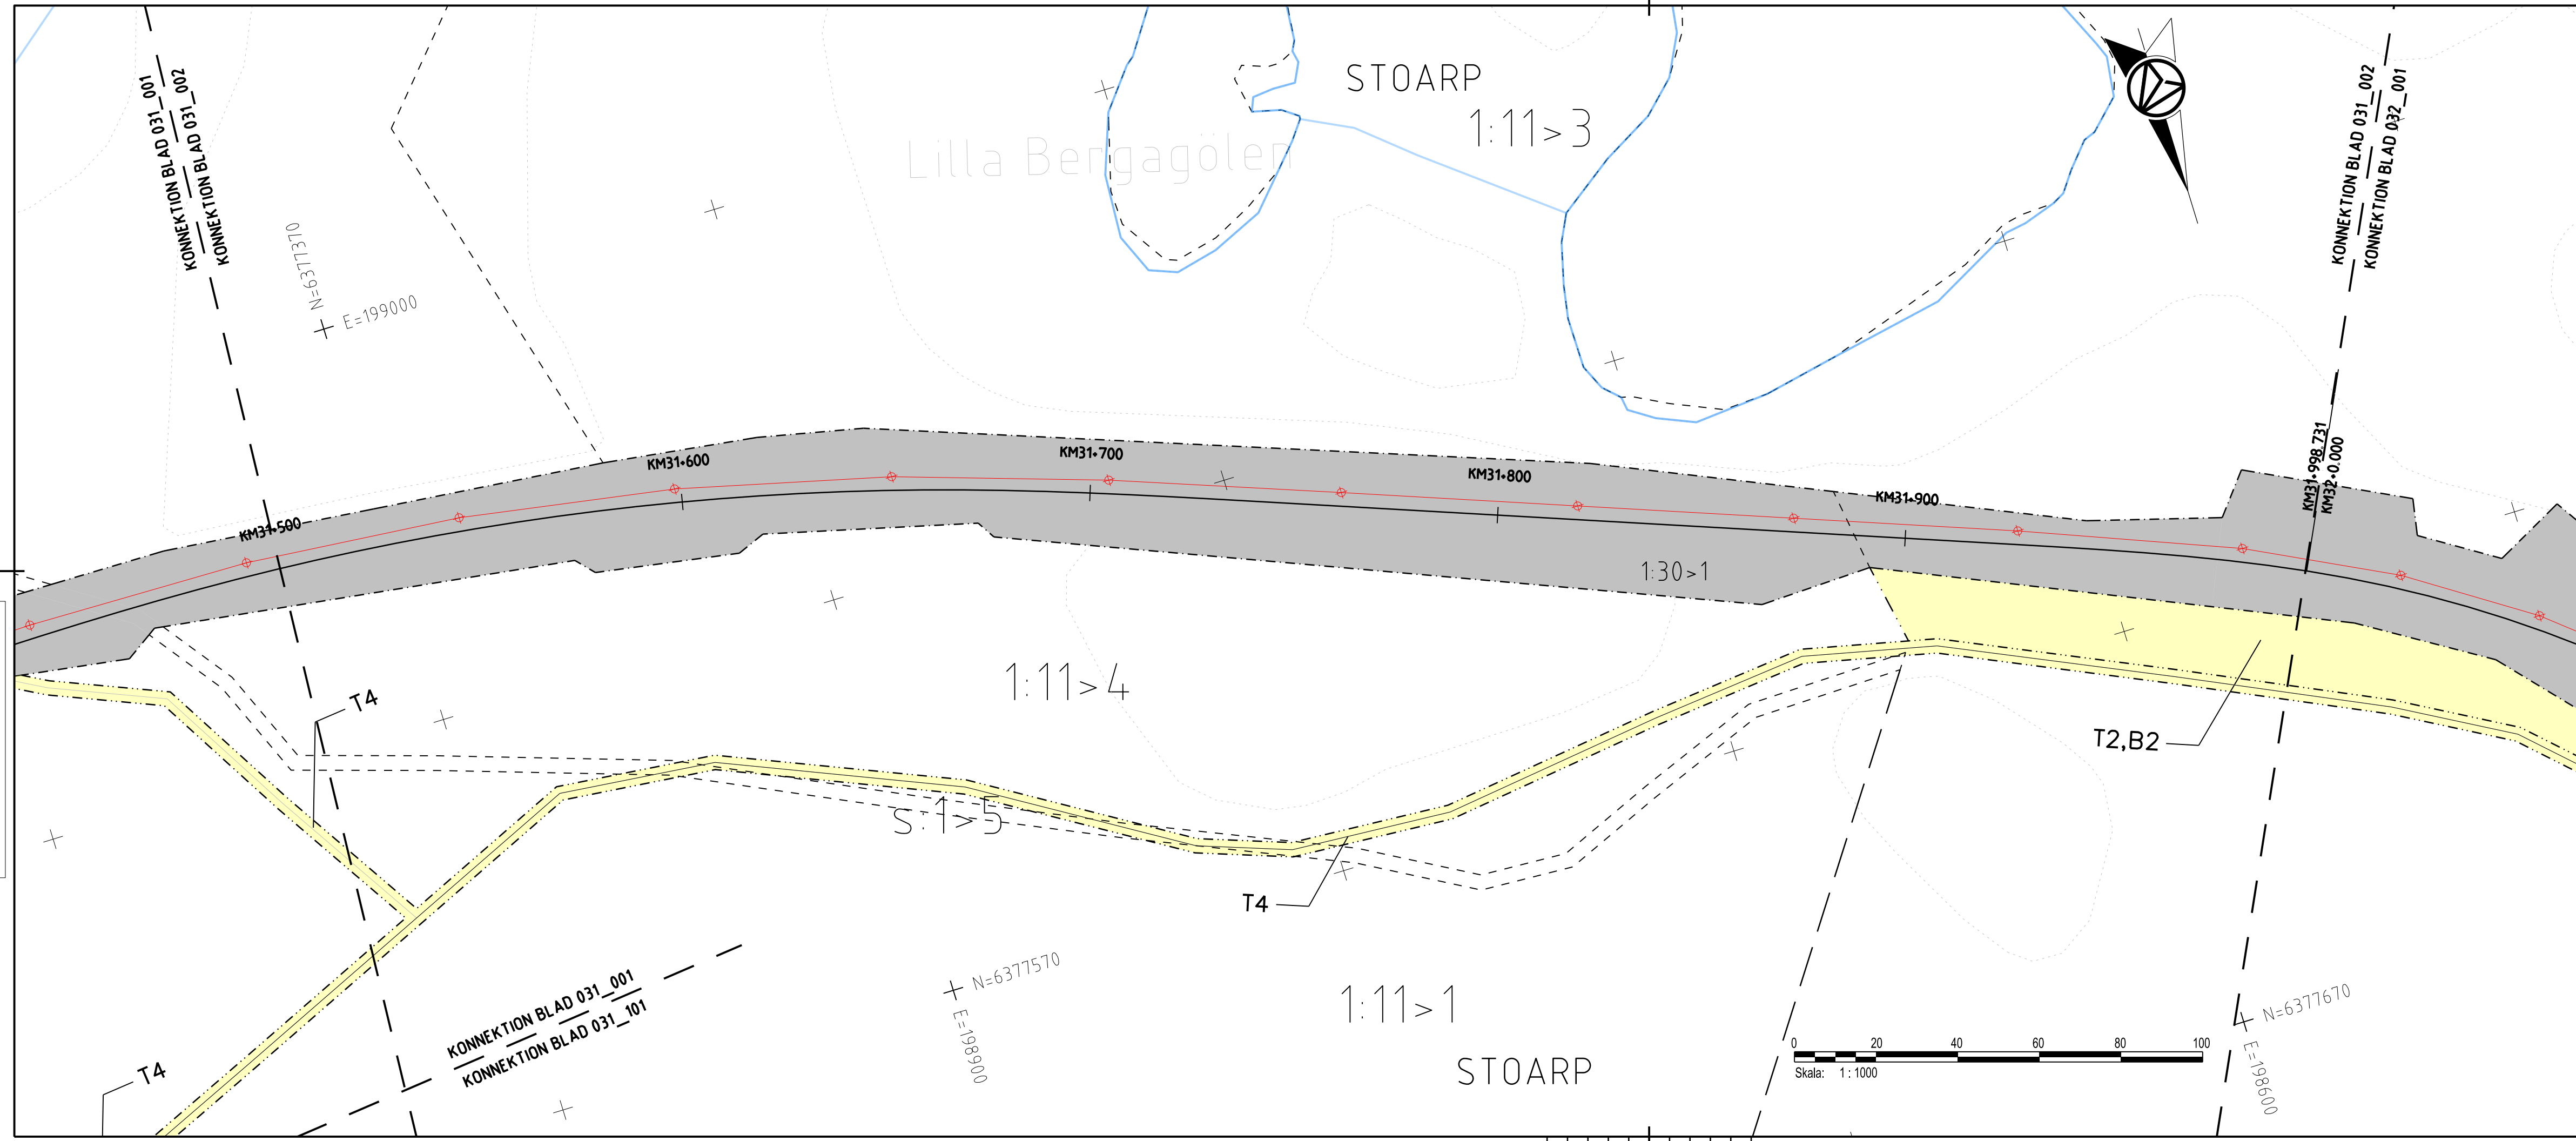 KONNEKTION BLAD 031_001
KONNEKTION BLAD 031_002
STOARP
1:11>3
Lilla Bergagölen
KONNEKTION BLAD 031_002
KONNEKTION BLAD 032_001
N=6377370
E=199000
KM31+500
KM31+600
KM31+700
KM31+800
KM31+900
KM31+998.731
KM32+0.000
1:30>1
1:11>4
T4
T2,B2
s:1>5
T4
N=6377570
E=198900
1:11>1
KONNEKTION BLAD 031_001
KONNEKTION BLAD 031_101
T4
STOARP
N=6377670
E=198600
0 20 40 60 80 100
Skala: 1 : 1000